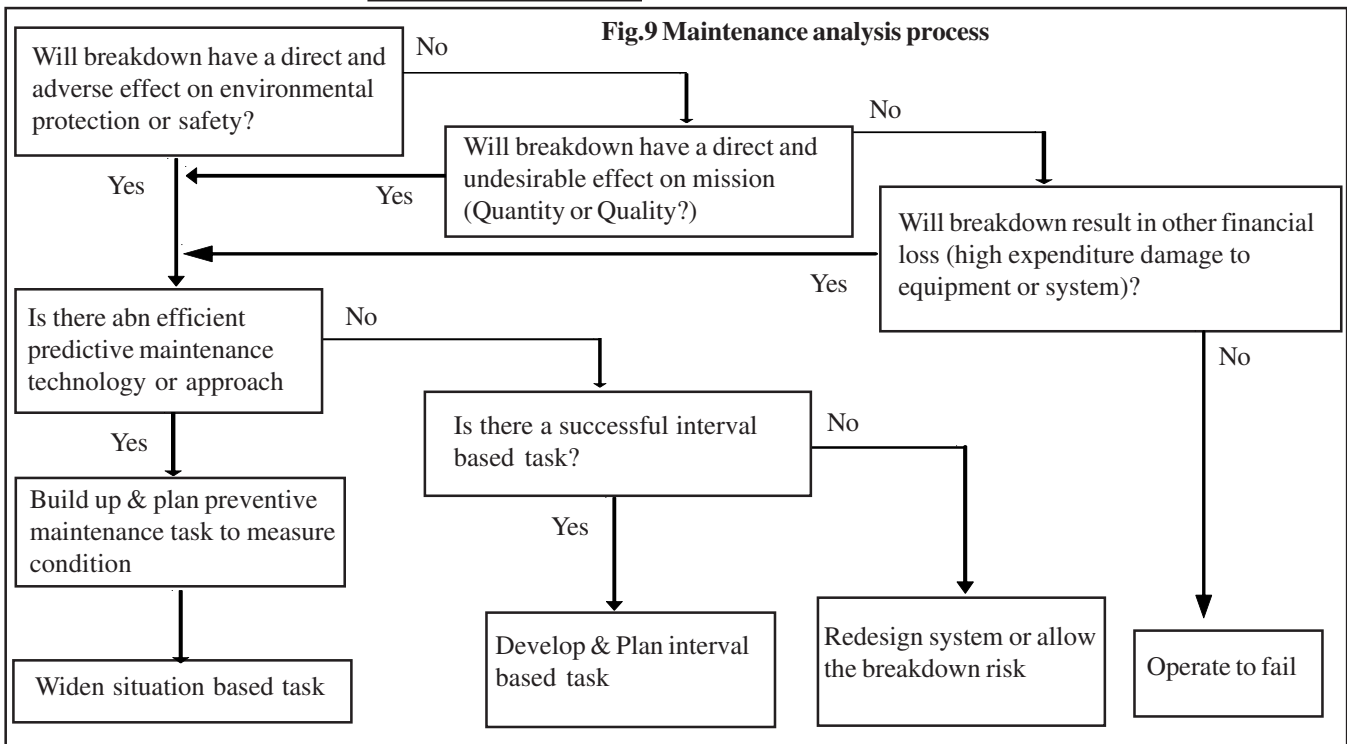 Fig.9 Maintenance analysis process
Will breakdown have a direct and
adverse effect on environmental
protection or safety?
No
Yes
Will breakdown have a direct and
undesirable effect on mission
(Quantity or Quality?)
No
Yes
Will breakdown result in other financial
loss (high expenditure damage to
equipment or system)?
Yes
No
Is there abn efficient
predictive maintenance
technology or approach
No
Yes
Is there a successful interval
based task?
No
Yes
Build up & plan preventive
maintenance task to measure
condition
Widen situation based task
Develop & Plan interval
based task
Redesign system or allow
the breakdown risk
Operate to fail